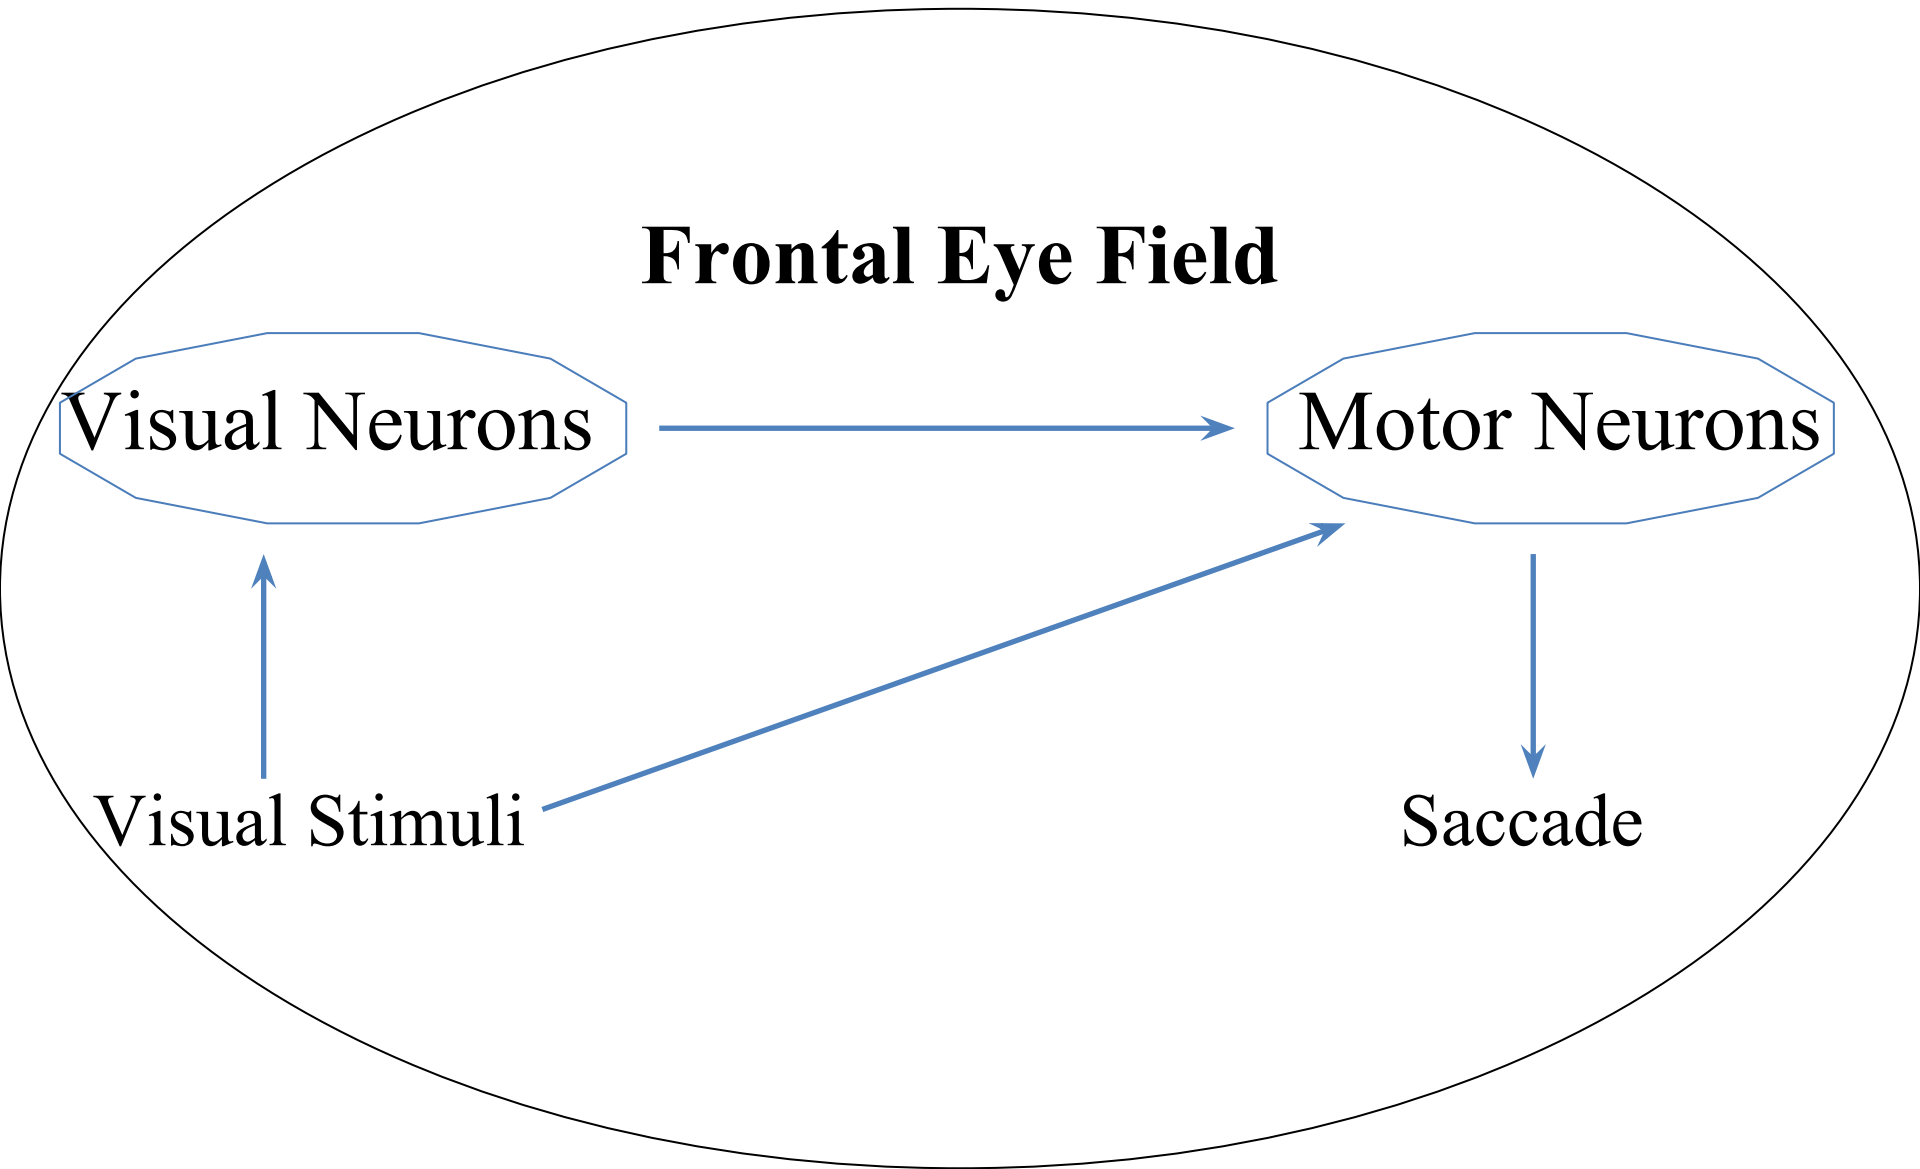 Frontal Eye Field
Visual Neurons
Motor Neurons
Visual Stimuli
Saccade